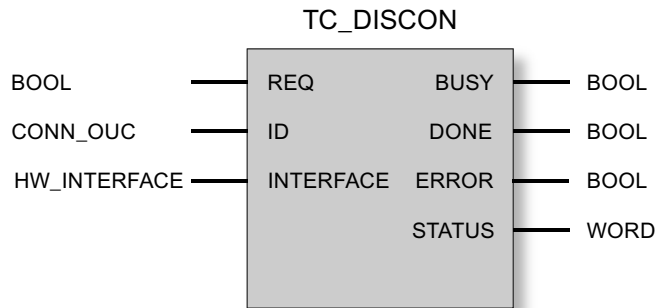 TC_DISCON
BOOL REQ BUSY BOOL
CONN_OUC ID DONE BOOL
HW_INTERFACE INTERFACE ERROR BOOL
STATUS WORD